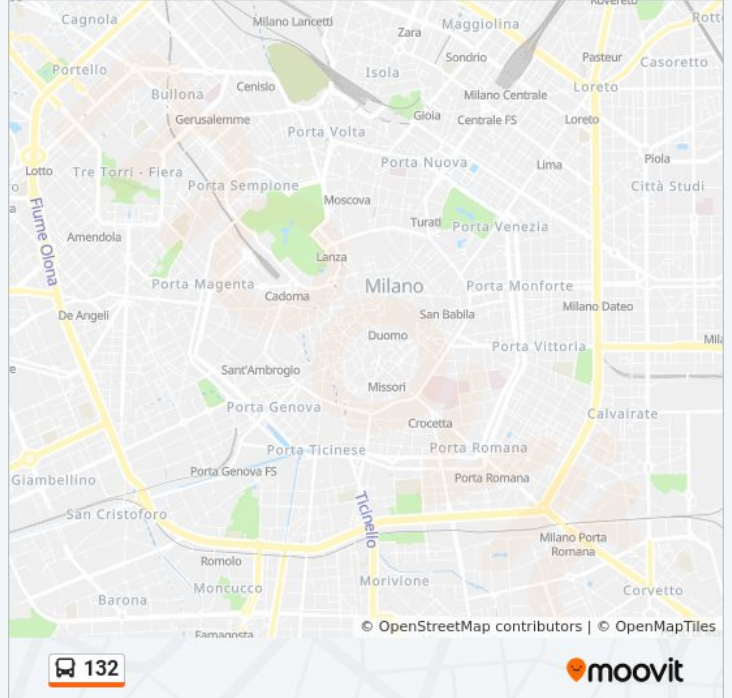 Rovereto
Cagnola
Milano Lancetti
Maggiolina
Rott
Zara
Sondrio
Pasteur
Casoretto
Portello
Isola
Cenisio
Bullona
Milano Centrale
Loreto
Gerusalemme
Gioia
Centrale FS
Loreto
Porta Volta
Lotto
Tre Torri - Fiera
Porta Nuova
Lima
Piola
Porta Sempione
Città Studi
o
Moscova
a
Fiume Olona
Turati
Porta Venezia
Amendola
Lanza
Porta Magenta
Milano
Porta Monforte
Cadorna
Milano Dateo
De Angeli
San Babila
Duomo
Porta Vittoria
Mila
e
Sant'Ambrogio
Missori
Porta Genova
Calvairate
Crocetta
Porta Ticinese
Porta Romana
Porta Genova FS
Porta Romana
Giambellino
Ticinello
San Cristoforo
Milano Porta
Romana
Romolo
Morivione
Moncucco
Corvetto
Barona
Famagosta
© OpenStreetMap contributors | © OpenMapTiles
132
moovit